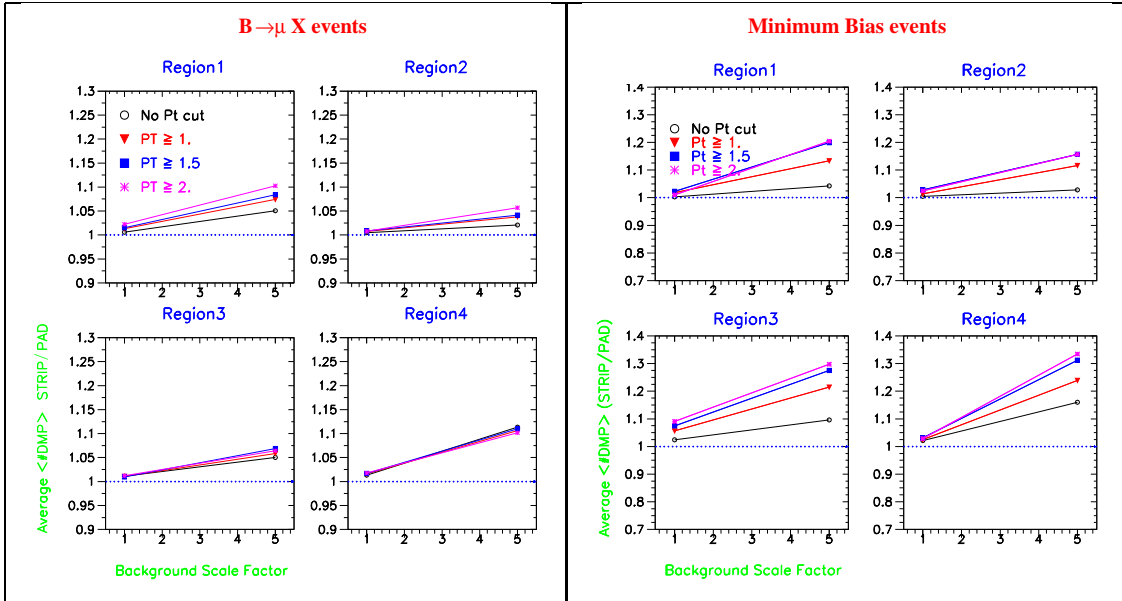 B→μ X events
Region1
1.3
1.25
1.2
1.15
1.1
1.05
1
0.95
0.9
No Pt cut
PT ≧ 1.
PT ≧ 1.5
PT ≧ 2.
1 2 3 4 5
Region2
1.3
1.25
1.2
1.15
1.1
1.05
1
0.95
0.9
1 2 3 4 5
Region3
1.3
1.25
1.2
1.15
1.1
1.05
1
0.95
0.9
1 2 3 4 5
Region4
1.3
1.25
1.2
1.15
1.1
1.05
1
0.95
0.9
1 2 3 4 5
Average <#DMP> STRIP/PAD
Background Scale Factor
Minimum Bias events
Region1
1.4
1.3
1.2
1.1
1
0.9
0.8
0.7
No Pt cut
Pt ≧ 1.
Pt ≧ 1.5
Pt ≧ 2.
1 2 3 4 5
Region2
1.4
1.3
1.2
1.1
1
0.9
0.8
0.7
1 2 3 4 5
Region3
1.4
1.3
1.2
1.1
1
0.9
0.8
0.7
1 2 3 4 5
Region4
1.4
1.3
1.2
1.1
1
0.9
0.8
0.7
1 2 3 4 5
Average <#DMP> (STRIP/PAD)
Background Scale Factor